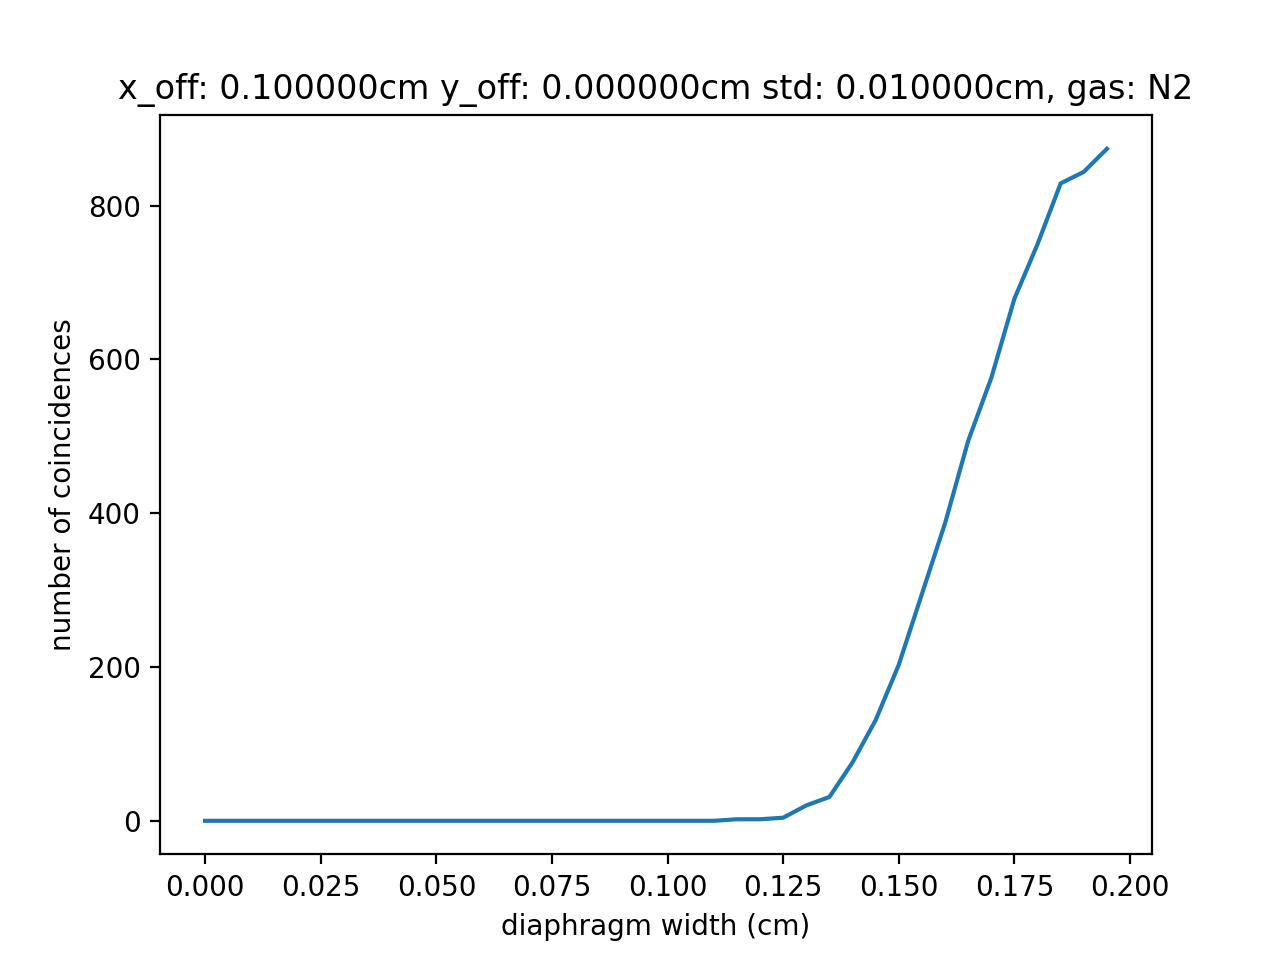 x_off: 0.100000cm y_off: 0.000000cm std: 0.010000cm, gas: N2
800
600
400
200
0
number of coincidences
0.000 0.025 0.050 0.075 0.100 0.125 0.150 0.175 0.200
diaphragm width (cm)